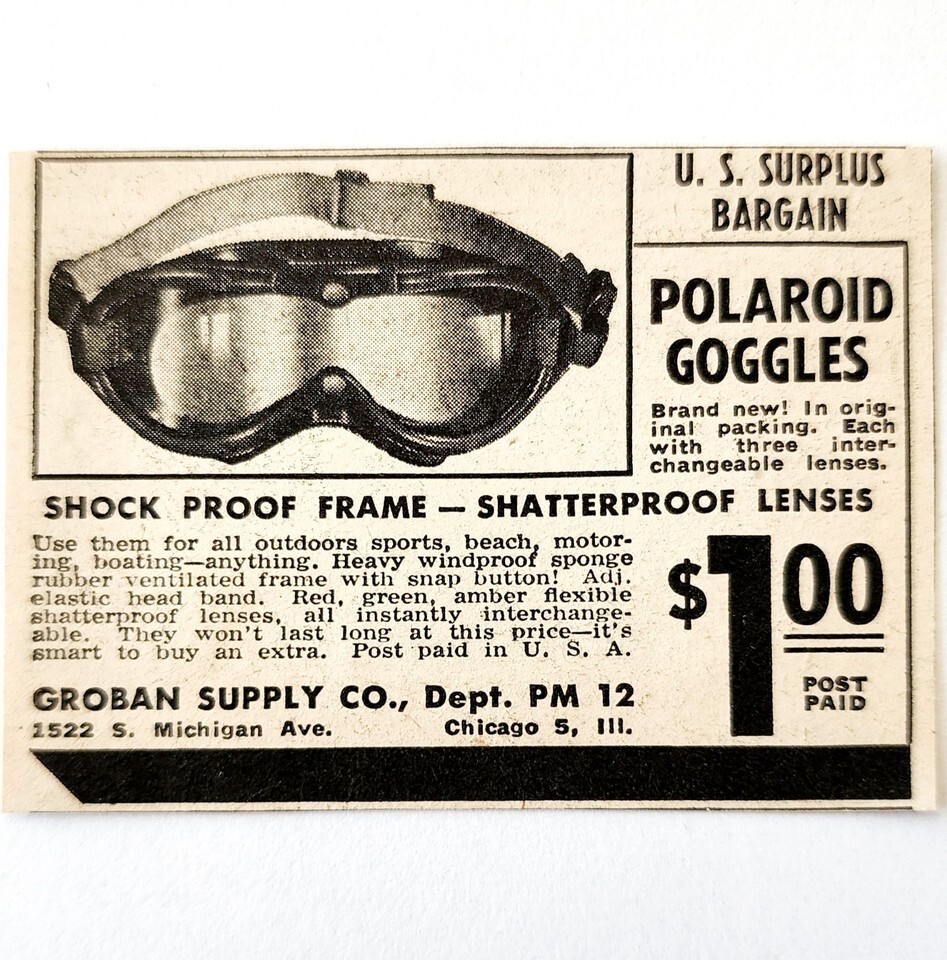 U. S. SURPLUS
BARGAIN
POLAROID
GOGGLES
Brand new! In orig-
inal packing. Each
with three inter-
changeable lenses.
SHOCK PROOF FRAME — SHATTERPROOF LENSES
Use them for all outdoors sports, beach, motor-
ing, boating—anything. Heavy windproof sponge
rubber ventilated frame with snap button! Adj.
elastic head band. Red, green, amber flexible
shatterproof lenses, all instantly interchange-
able. They won't last long at this price—it's
smart to buy an extra. Post paid in U. S. A.
$1 00
POST
PAID
GROBAN SUPPLY CO., Dept. PM 12
1522 S. Michigan Ave. Chicago 5, Ill.